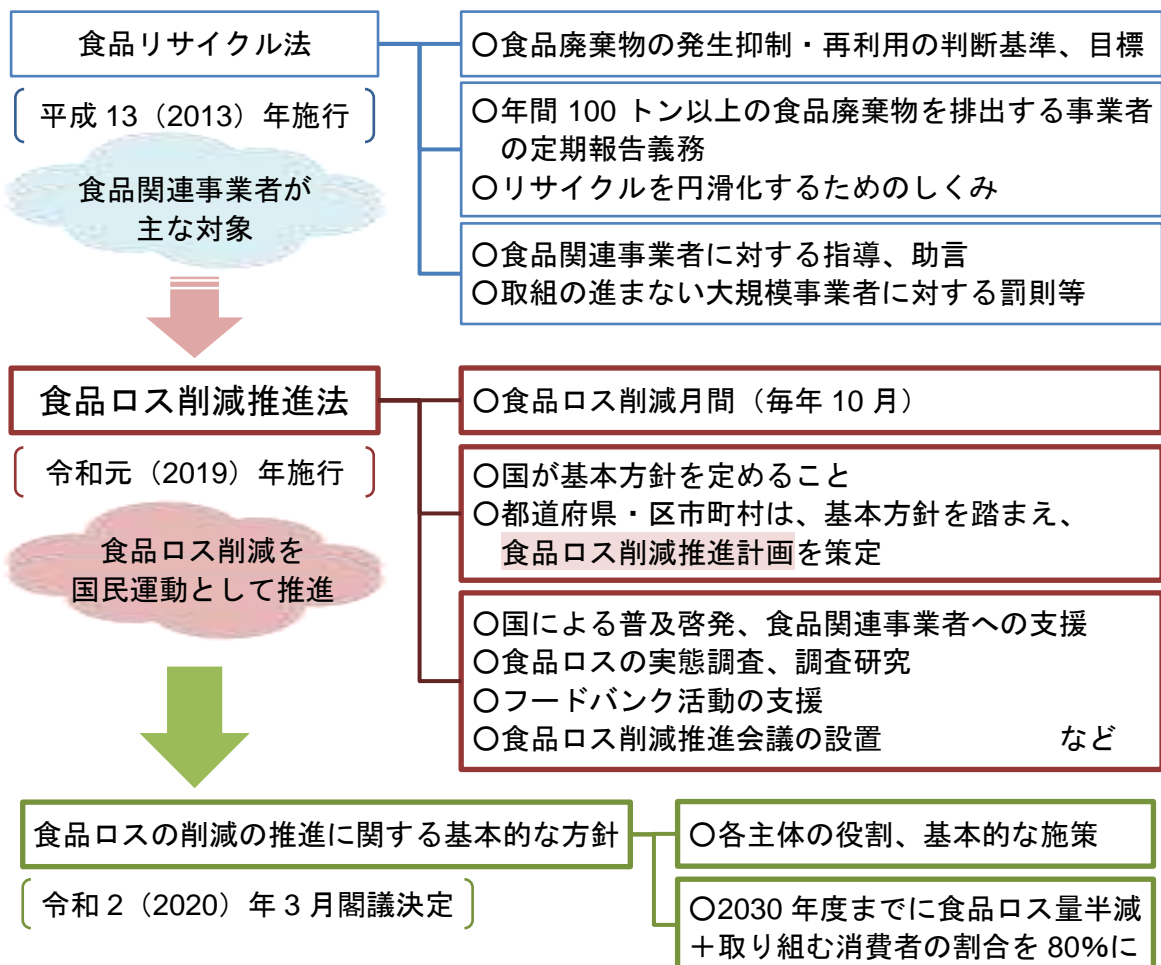 食品リサイクル法
平成 13（2013）年施行
食品関連事業者が
主な対象
〇食品廃棄物の発生抑制・再利用の判断基準、目標
〇年間 100 トン以上の食品廃棄物を排出する事業者
の定期報告義務
〇リサイクルを円滑化するためのしくみ
〇食品関連事業者に対する指導、助言
〇取組の進まない大規模事業者に対する罰則等
食品ロス削減推進法
令和元（2019）年施行
食品ロス削減を
国民運動として推進
〇食品ロス削減月間（毎年 10 月）
〇国が基本方針を定めること
〇都道府県・区市町村は、基本方針を踏まえ、
食品ロス削減推進計画を策定
〇国による普及啓発、食品関連事業者への支援
〇食品ロスの実態調査、調査研究
〇フードバンク活動の支援
〇食品ロス削減推進会議の設置　など
食品ロスの削減の推進に関する基本的な方針
令和 2（2020）年 3 月閣議決定
〇各主体の役割、基本的な施策
〇2030 年度までに食品ロス量半減
＋取り組む消費者の割合を 80%に